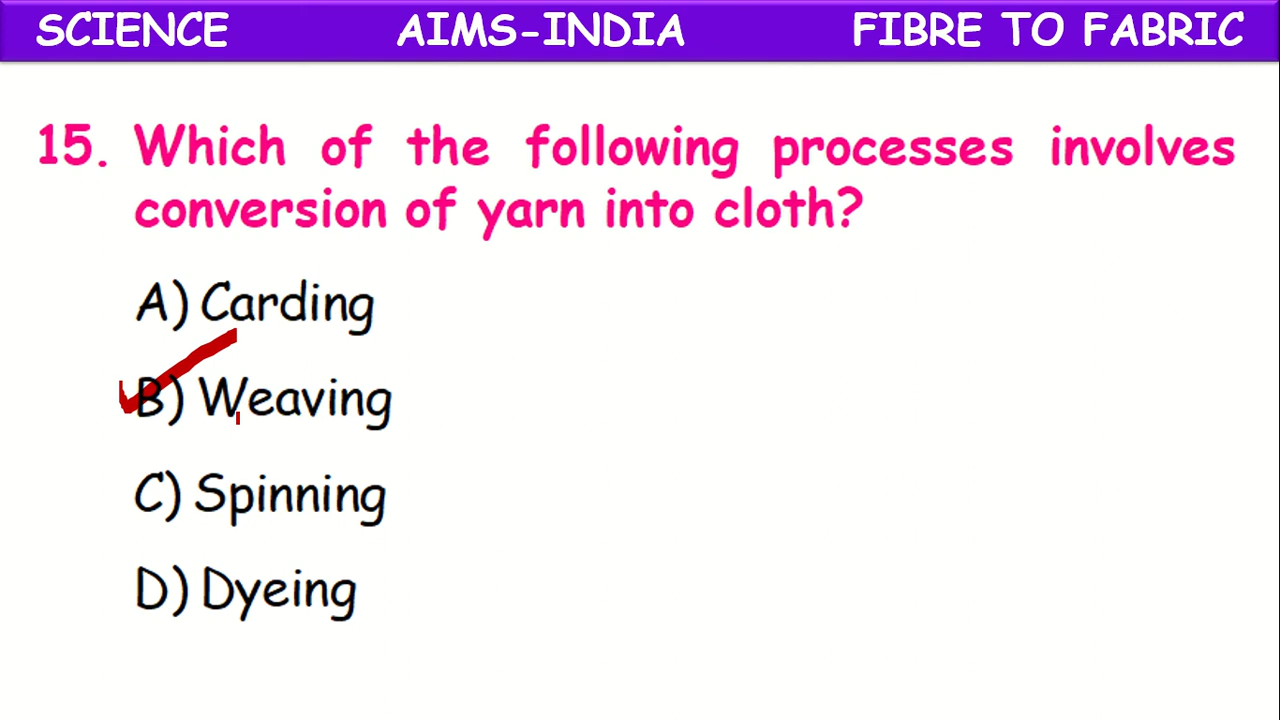 SCIENCE AIMS-INDIA FIBRE TO FABRIC
15. Which of the following processes involves
conversion of yarn into cloth?
A) Carding
B) Weaving
C) Spinning
D) Dyeing